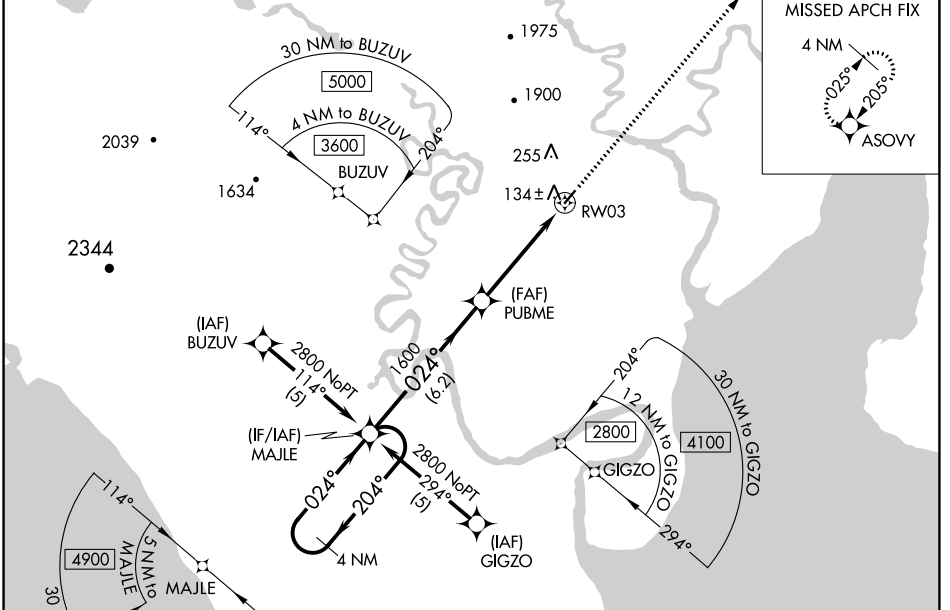 MISSED APCH FIX
4 NM
025°
205°
ASOVY
1975
1900
255
134±
RW03
30 NM to BUZUV
5000
4 NM to BUZUV
3600
114°
204°
BUZUV
2039
1634
2344
(FAF)
PUBME
(IAF)
BUZUV
2800 NoPT
114°
(5)
1600
024°
(6.2)
(IF/IAF)
MAJLE
024°
204°
4 NM
2800 NoPT
294°
(5)
(IAF)
GIGZO
204°
12 NM to GIGZO
2800
30 NM to GIGZO
4100
GIGZO
294°
114°
5 NM to
MAJLE
4900
MAJLE
30